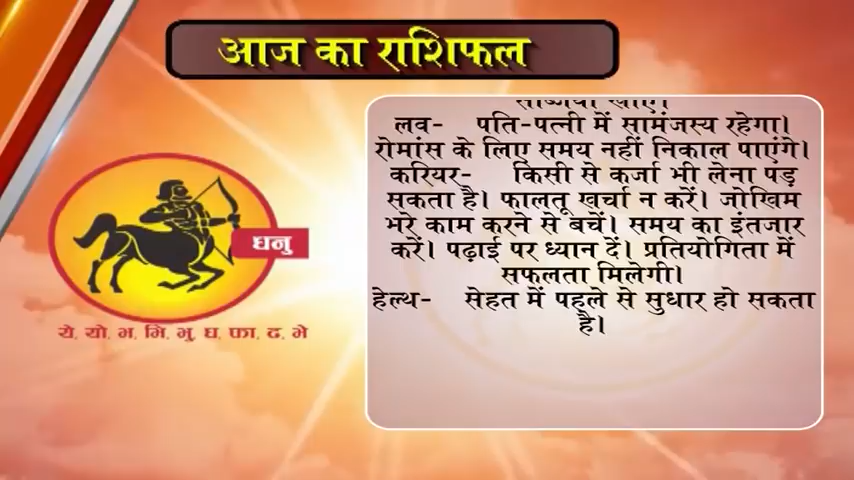 आज का राशिफल
लव- पति-पत्नी में सामंजस्य रहेगा।
रोमांस के लिए समय नहीं निकाल पाएंगे।
करियर- किसी से कर्जा भी लेना पड़
सकता है। फालतू खर्चा न करें। जोखिम
भरे काम करने से बचें। समय का इंतजार
करें। पढ़ाई पर ध्यान दें। प्रतियोगिता में
सफलता मिलेगी।
हेल्थ- सेहत में पहले से सुधार हो सकता
है।
धनु
ये, यो, भ, भि, भु, ध, फा, ढ, भे